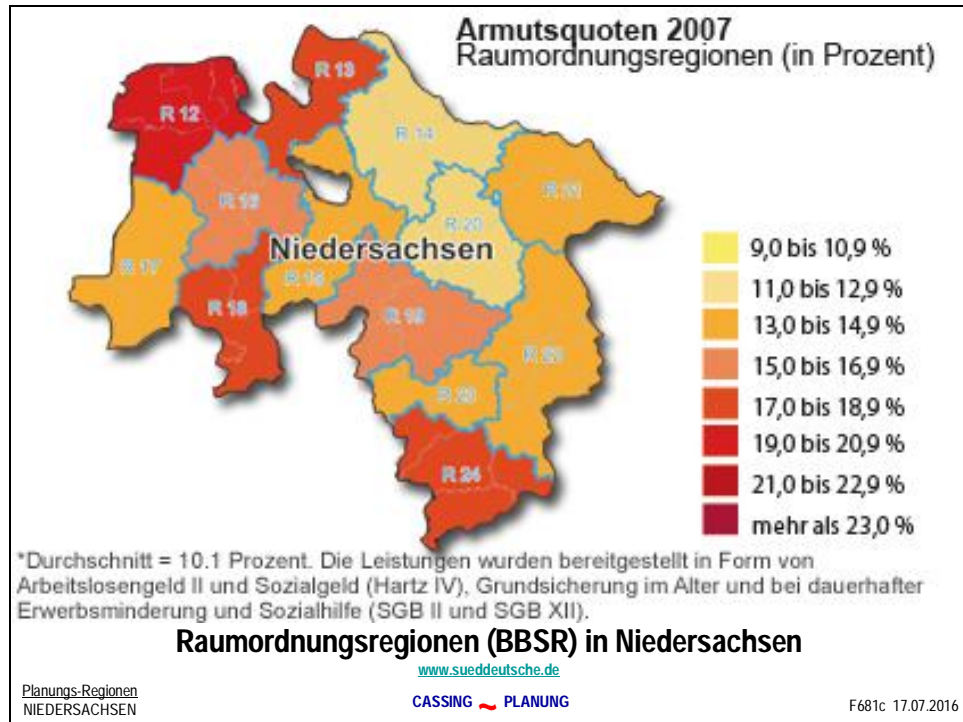 Armutsquoten 2007
Raumordnungsregionen (in Prozent)
R 13
R 12
R 14
R 20
Niedersachsen
R 17
R 18
R 19
R 24
9,0 bis 10,9 %
11,0 bis 12,9 %
13,0 bis 14,9 %
15,0 bis 16,9 %
17,0 bis 18,9 %
19,0 bis 20,9 %
21,0 bis 22,9 %
mehr als 23,0 %
*Durchschnitt = 10.1 Prozent. Die Leistungen wurden bereitgestellt in Form von
Arbeitslosengeld II und Sozialgeld (Hartz IV), Grundsicherung im Alter und bei dauerhafter
Erwerbsminderung und Sozialhilfe (SGB II und SGB XII).
Raumordnungsregionen (BBSR) in Niedersachsen
www.sueddeutsche.de
Planungs-Regionen
NIEDERSACHSEN
CASSING ~ PLANUNG
F681c 17.07.2016